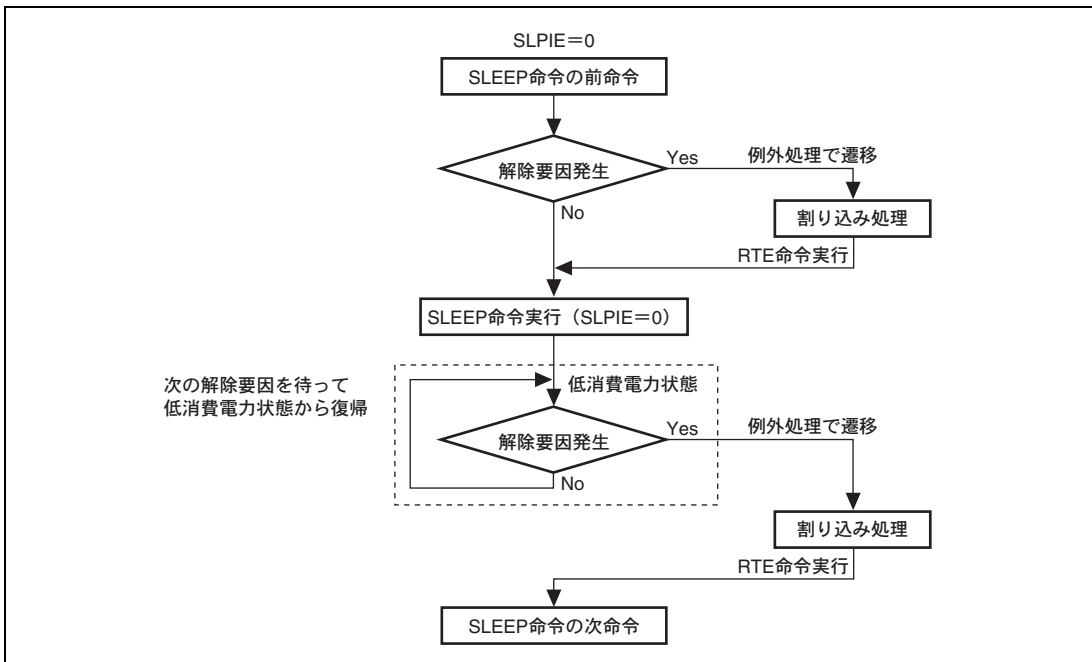 SLPIE＝0
SLEEP命令の前命令
解除要因発生
Yes
例外処理で遷移
No
割り込み処理
RTE命令実行
SLEEP命令実行（SLPIE＝0）
次の解除要因を待って
低消費電力状態から復帰
低消費電力状態
解除要因発生
Yes
例外処理で遷移
No
割り込み処理
RTE命令実行
SLEEP命令の次命令